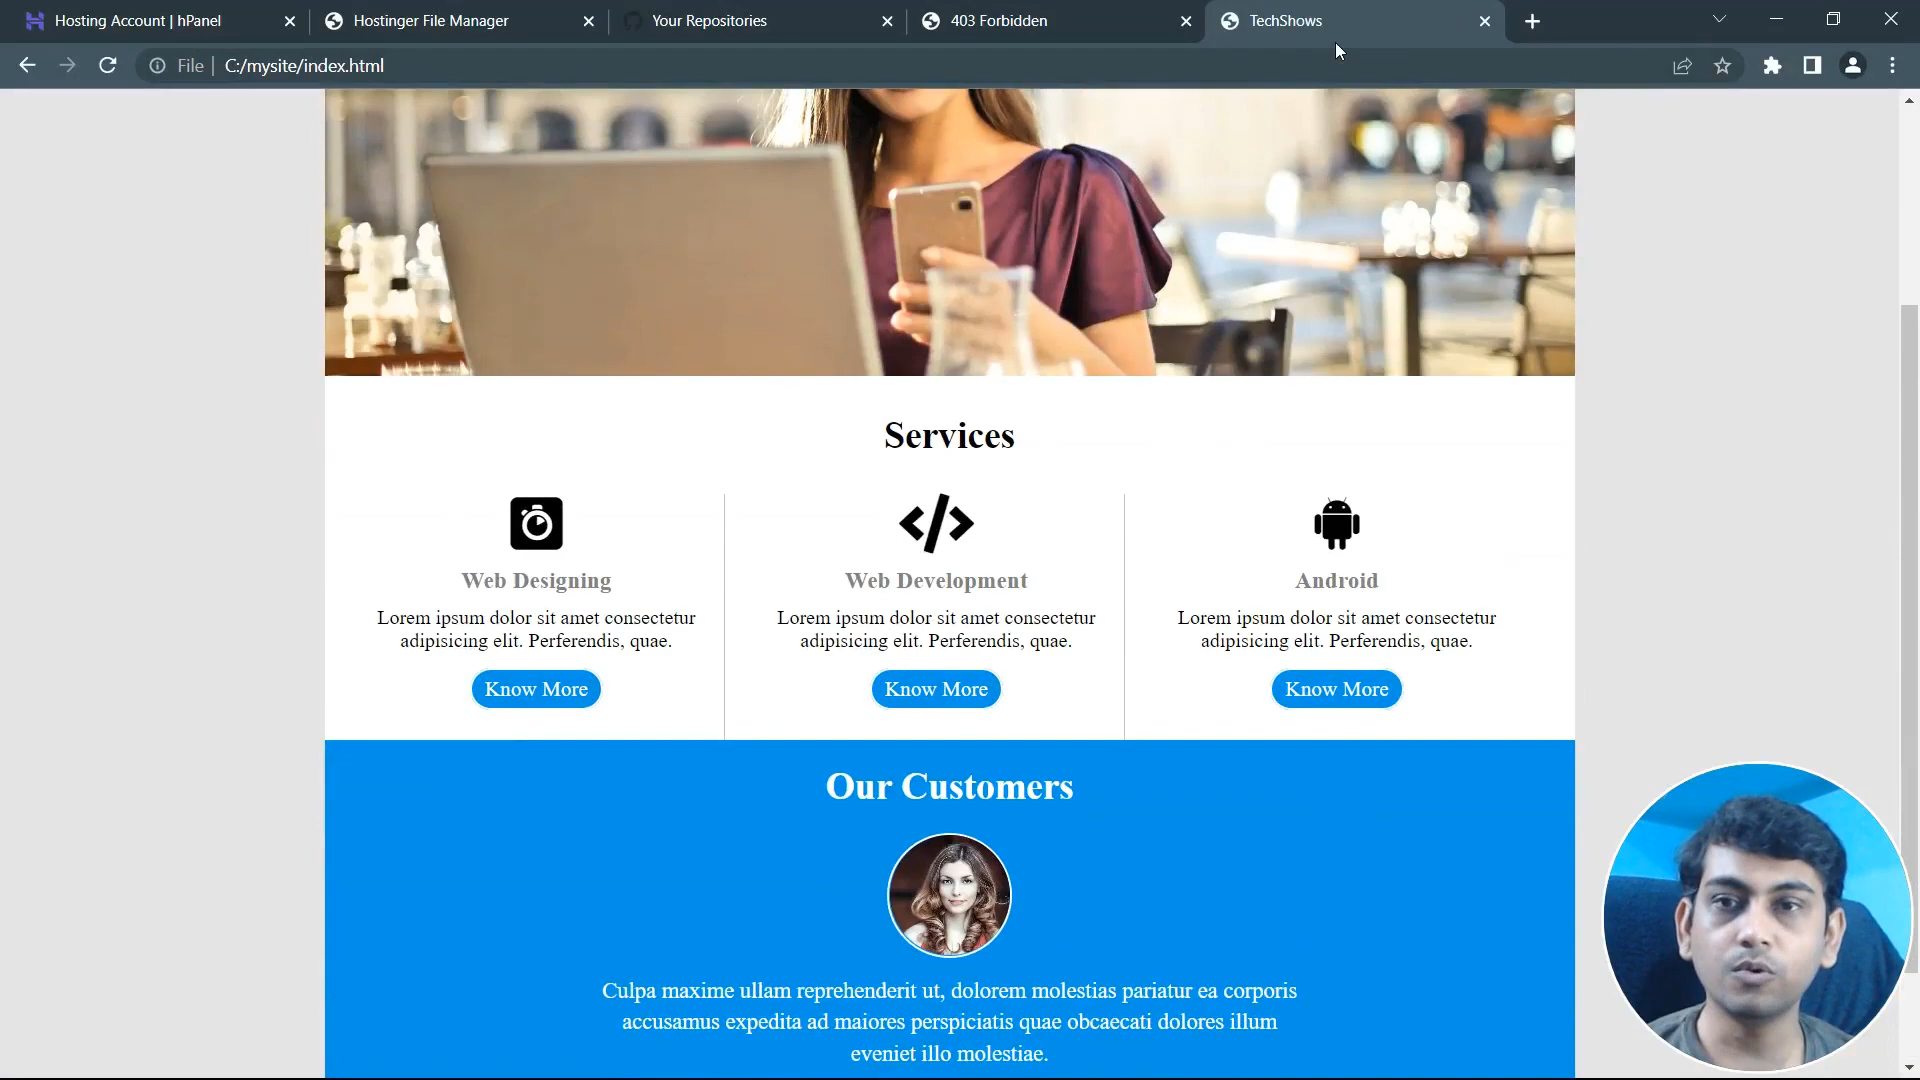 Hosting Account | hPanel
Hostinger File Manager
Your Repositories
403 Forbidden
TechShows
File
C:/mysite/index.html
Services
Web Designing
Lorem ipsum dolor sit amet consectetur
adipisicing elit. Perferendis, quae.
Know More
Web Development
Lorem ipsum dolor sit amet consectetur
adipisicing elit. Perferendis, quae.
Know More
Android
Lorem ipsum dolor sit amet consectetur
adipisicing elit. Perferendis, quae.
Know More
Our Customers
Culpa maxime ullam reprehenderit ut, dolorem molestias pariatur ea corporis
accusamus expedita ad maiores perspiciatis quae obcaecati dolores illum
eveniet illo molestiae.